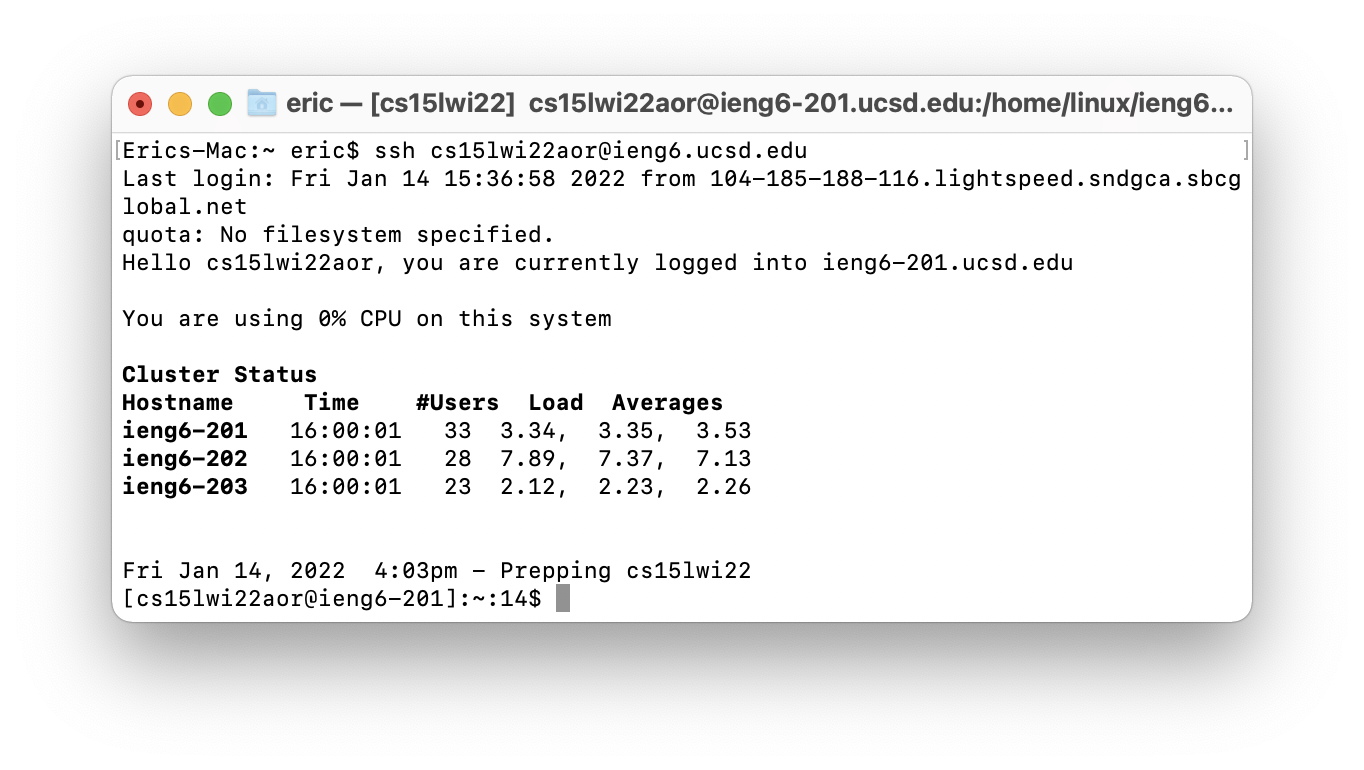 eric — [cs15lwi22] cs15lwi22aor@ieng6-201.ucsd.edu:/home/linux/ieng6...
[Erics-Mac:~ eric$ ssh cs15lwi22aor@ieng6.ucsd.edu ]
Last login: Fri Jan 14 15:36:58 2022 from 104-185-188-116.lightspeed.sndgca.sbcg
lobal.net
quota: No filesystem specified.
Hello cs15lwi22aor, you are currently logged into ieng6-201.ucsd.edu
You are using 0% CPU on this system
Cluster Status
Hostname     Time    #Users  Load  Averages
ieng6-201   16:00:01   33  3.34,  3.35,  3.53
ieng6-202   16:00:01   28  7.89,  7.37,  7.13
ieng6-203   16:00:01   23  2.12,  2.23,  2.26
Fri Jan 14, 2022  4:03pm - Prepping cs15lwi22
[cs15lwi22aor@ieng6-201]:~:14$